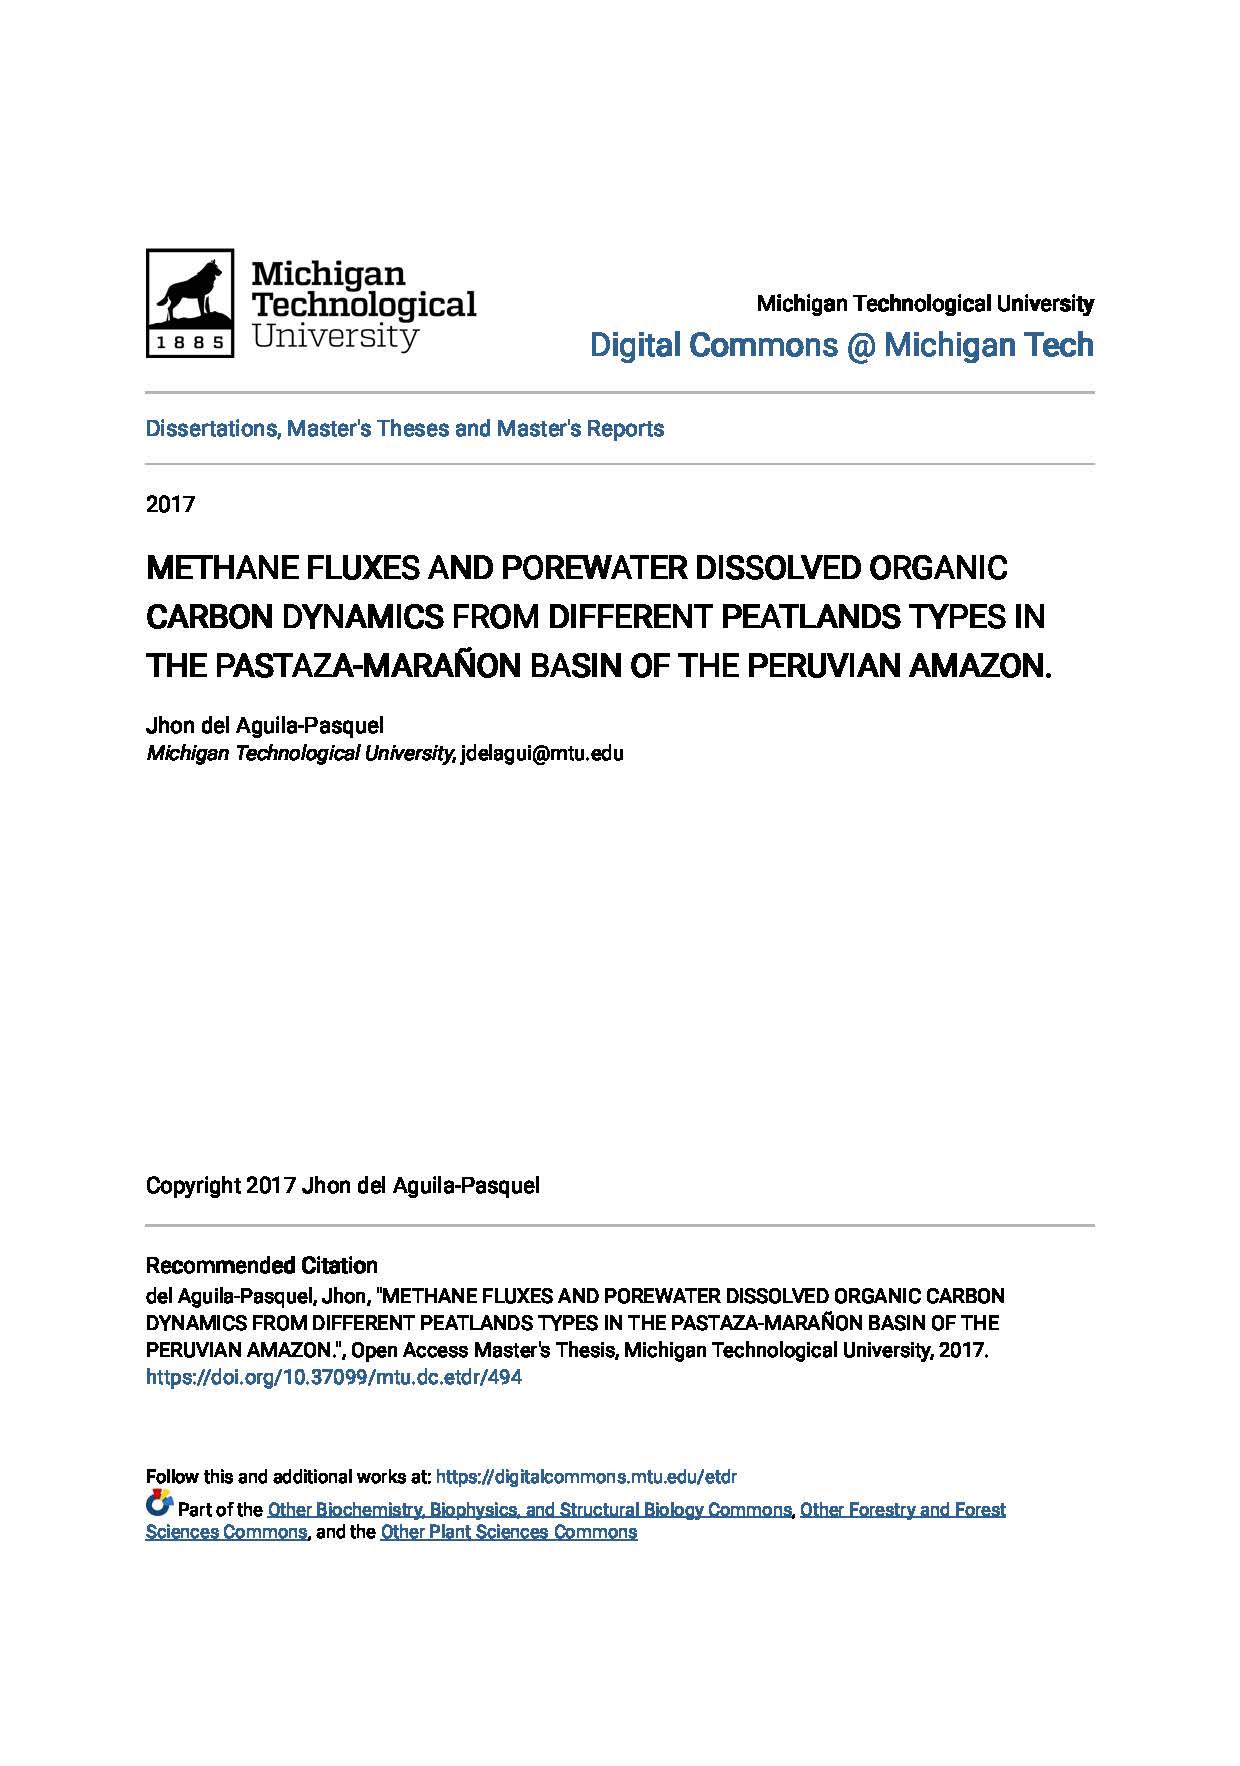 1885
Michigan
Technological
University
Michigan Technological University
Digital Commons @ Michigan Tech
Dissertations, Master's Theses and Master's Reports
2017
METHANE FLUXES AND POREWATER DISSOLVED ORGANIC
CARBON DYNAMICS FROM DIFFERENT PEATLANDS TYPES IN
THE PASTAZA-MARAÑON BASIN OF THE PERUVIAN AMAZON.
Jhon del Aguila-Pasquel
Michigan Technological University, jdelagui@mtu.edu
Copyright 2017 Jhon del Aguila-Pasquel
Recommended Citation
del Aguila-Pasquel, Jhon, "METHANE FLUXES AND POREWATER DISSOLVED ORGANIC CARBON
DYNAMICS FROM DIFFERENT PEATLANDS TYPES IN THE PASTAZA-MARAÑON BASIN OF THE
PERUVIAN AMAZON.", Open Access Master's Thesis, Michigan Technological University, 2017.
https://doi.org/10.37099/mtu.dc.etdr/494
Follow this and additional works at: https://digitalcommons.mtu.edu/etdr
Part of the Other Biochemistry, Biophysics, and Structural Biology Commons, Other Forestry and Forest
Sciences Commons, and the Other Plant Sciences Commons